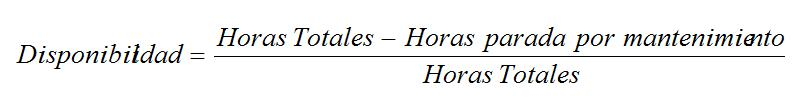 Disponibilidad = Horas Totales − Horas parada por mantenimiento
Horas Totales